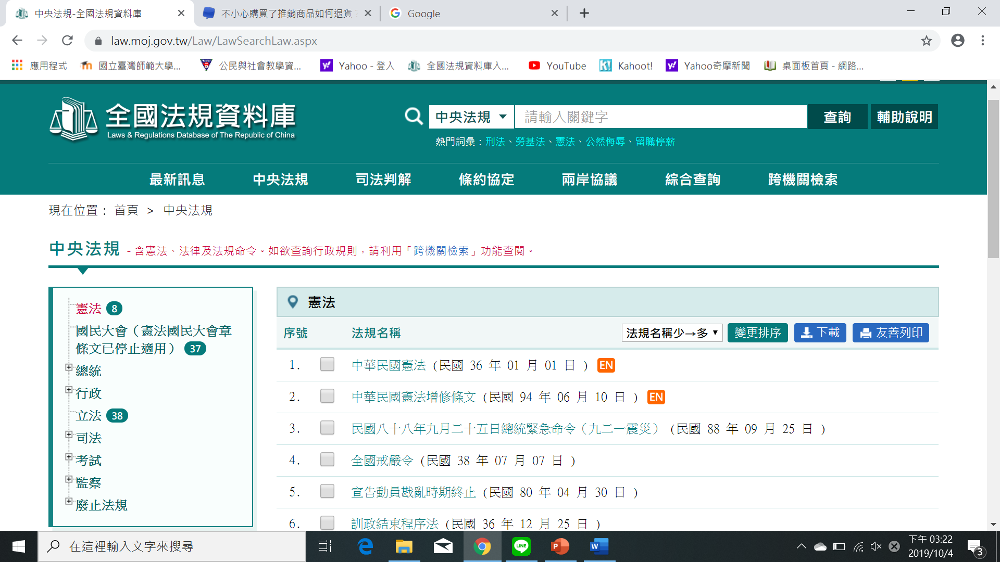 中央法規-全國法規資料庫
不小心購買了推銷商品如何退貨
Google
law.moj.gov.tw/Law/LawSearchLaw.aspx
應用程式
國立臺灣師範大學...
公民與社會教學資...
Yahoo - 登入
全國法規資料庫入...
YouTube
Kahoot!
Yahoo奇摩新聞
桌面板首頁 - 網路...
全國法規資料庫
Laws & Regulations Database of The Republic of China
中央法規
請輸入關鍵字
查詢
輔助說明
熱門詞彙：刑法、勞基法、憲法、公然侮辱、留職停薪
最新訊息
中央法規
司法判解
條約協定
兩岸協議
綜合查詢
跨機關檢索
現在位置： 首頁 > 中央法規
中央法規 - 含憲法、法律及法規命令。如欲查詢行政規則，請利用「跨機關檢索」功能查閱。
憲法 8
國民大會（憲法國民大會章
條文已停止適用） 37
總統
行政
立法 38
司法
考試
監察
廢止法規
憲法
序號
法規名稱
法規名稱少→多
變更排序
下載
友善列印
1. 中華民國憲法 (民國 36 年 01 月 01 日 ) EN
2. 中華民國憲法增修條文 (民國 94 年 06 月 10 日 ) EN
3. 民國八十八年九月二十五日總統緊急命令（九二一震災） (民國 88 年 09 月 25 日 )
4. 全國戒嚴令 (民國 38 年 07 月 07 日 )
5. 宣告動員戡亂時期終止 (民國 80 年 04 月 30 日 )
6. 訓政結束程序法 (民國 36 年 12 月 25 日 )
在這裡輸入文字來搜尋
LINE
下午 03:22
2019/10/4
3